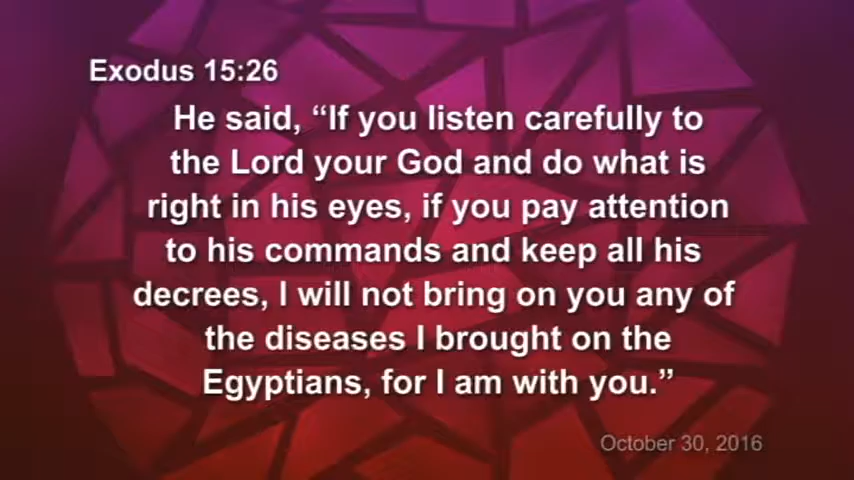 Exodus 15:26
He said, “If you listen carefully to
the Lord your God and do what is
right in his eyes, if you pay attention
to his commands and keep all his
decrees, I will not bring on you any of
the diseases I brought on the
Egyptians, for I am with you.”
October 30, 2016